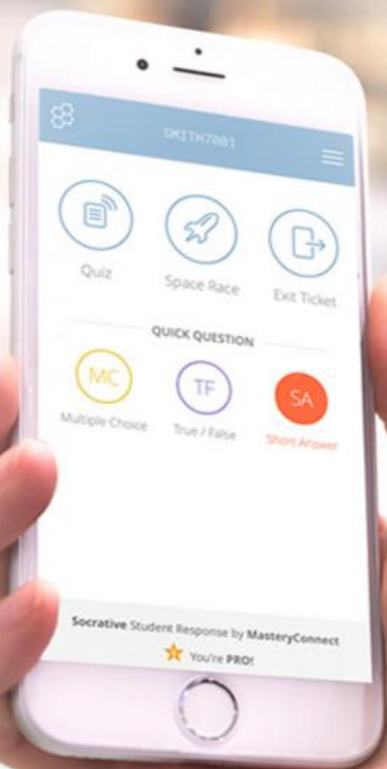 SMITH7001
Quiz
Space Race
Exit Ticket
QUICK QUESTION
MC
TF
SA
Multiple Choice
True / False
Short Answer
Socrative Student Response by MasteryConnect
You're PRO!